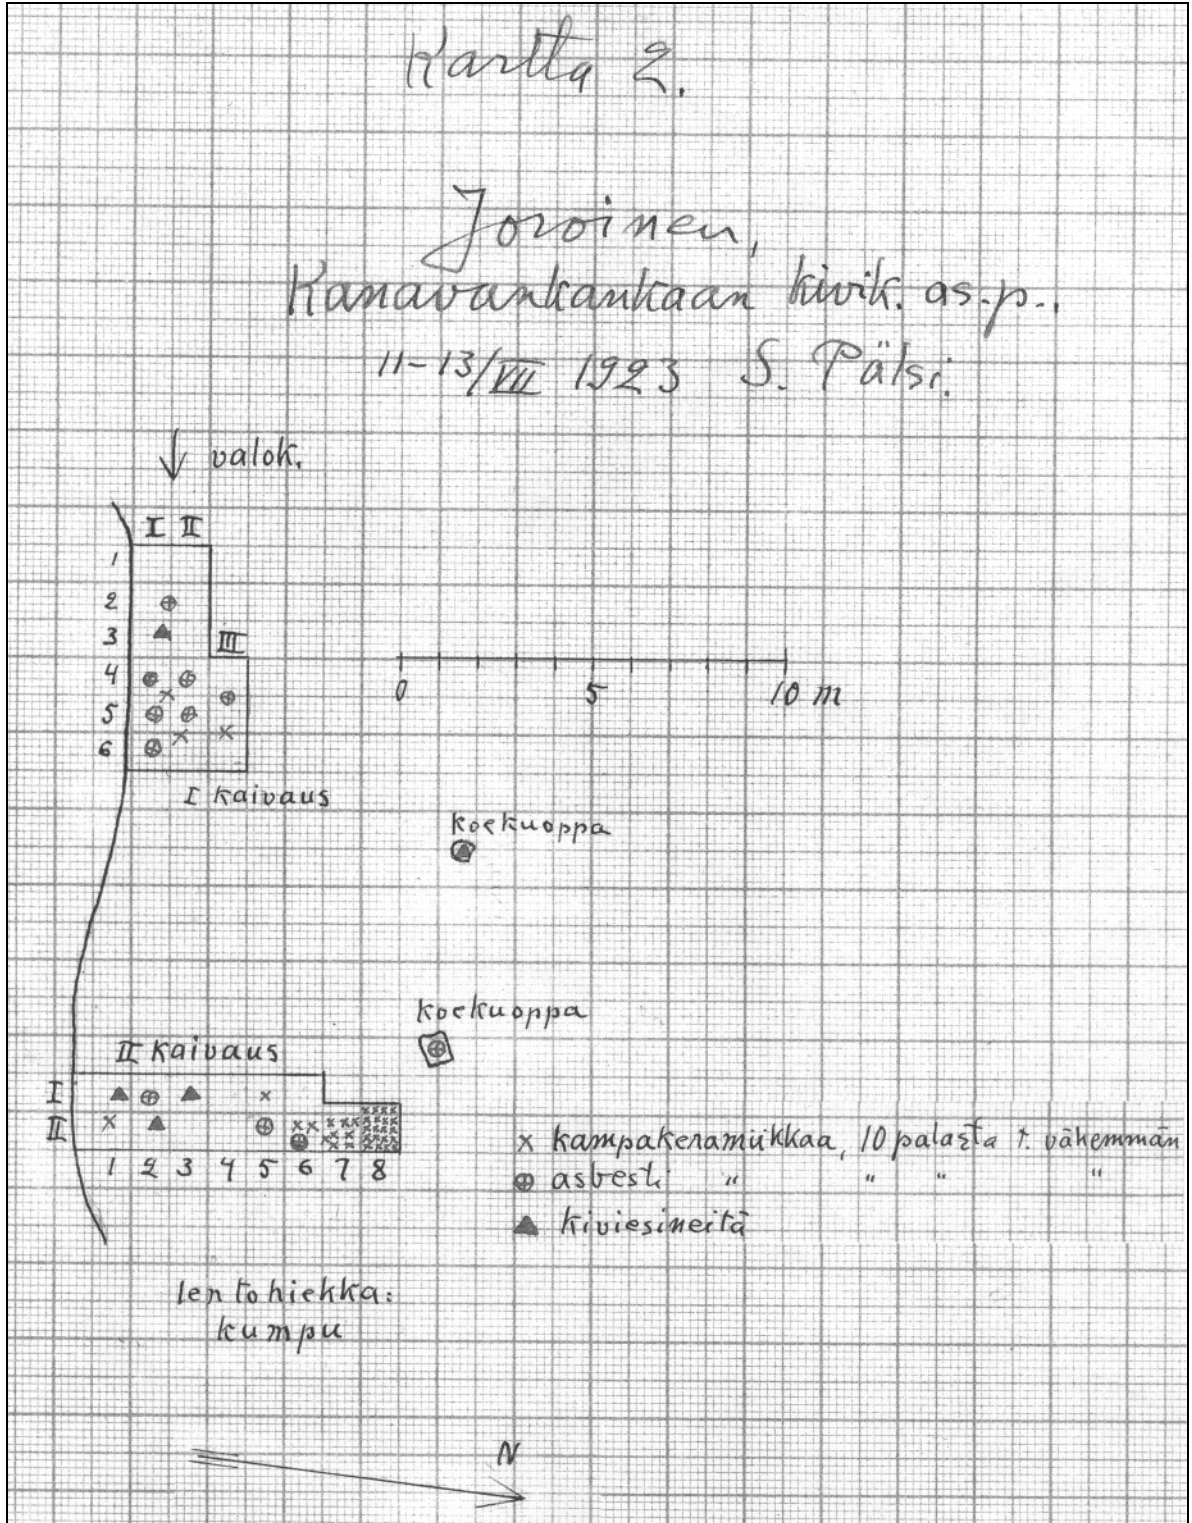 Kartta 2.
Joroinen,
Kanavankankaan kivik. as.p..
11-13/VII 1923 S. Pälsi.
valok.
I II
1
2
3
III
4
5
6
I kaivaus
0 5 10 m
koekuoppa
koekuoppa
II kaivaus
I
II
1 2 3 4 5 6 7 8
x kampakeramiikkaa, 10 palasta t. vähemmän
asbesti " " " "
kiviesineitä
lentohiekka:
kumpu
N